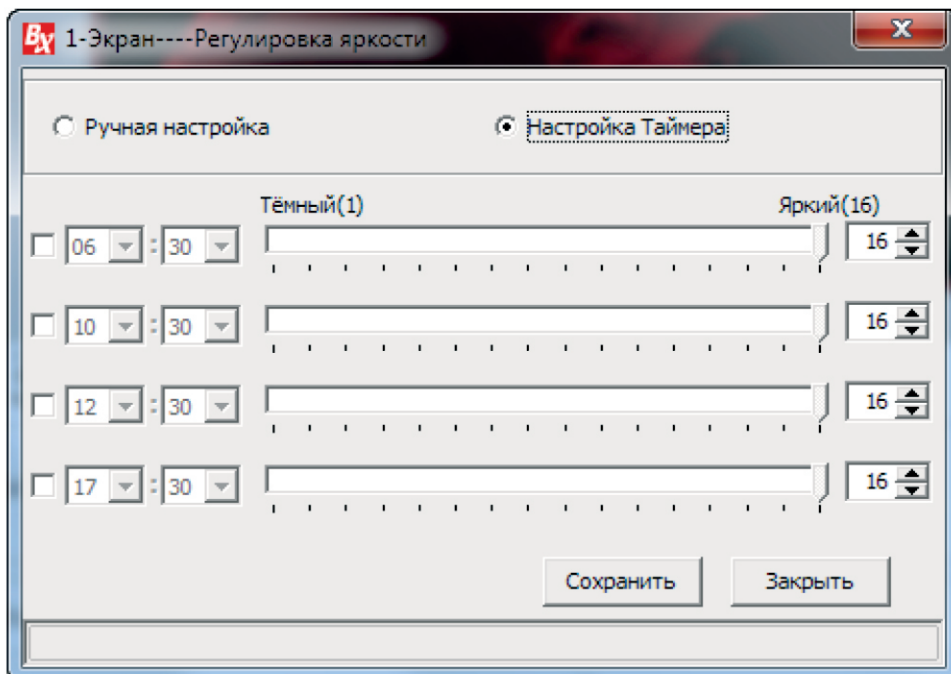 BX 1-Экран----Регулировка яркости
Ручная настройка Настройка Таймера
Тёмный(1) Яркий(16)
06 : 30 16
10 : 30 16
12 : 30 16
17 : 30 16
Сохранить Закрыть